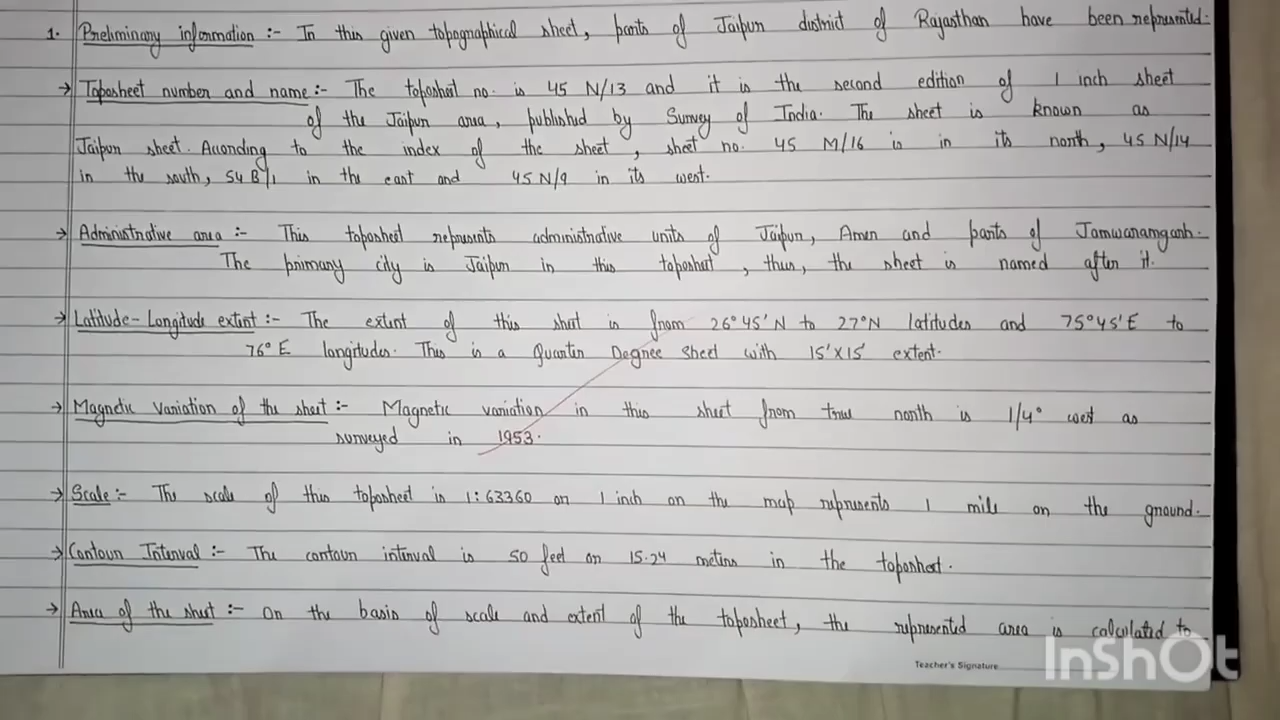 1. Preliminary information :- In this given topographical sheet, parts of Jaipur district of Rajasthan have been represented.
→ Toposheet number and name :- The toposheet no. is 45 N/13 and it is the second edition of 1 inch sheet
of the Jaipur area, published by Survey of India. The sheet is known as
Jaipur sheet. According to the index of the sheet, sheet no. 45 M/16 is in its north, 45 N/14
in the south, 54 B/1 in the east and 45 N/9 in its west.
→ Administrative area :- This toposheet represents administrative units of Jaipur, Amer and parts of Jamwaramgarh.
The primary city is Jaipur in this toposheet, thus, the sheet is named after it.
→ Latitude-Longitude extent :- The extent of this sheet is from 26°45'N to 27°N latitudes and 75°45'E to
76°E longitudes. This is a Quarter Degree Sheet with 15'X15' extent.
→ Magnetic variation of the sheet :- Magnetic variation in this sheet from true north is 1/4° west as
surveyed in 1953.
→ Scale :- The scale of this toposheet is 1:63360 or 1 inch on the map represents 1 mile on the ground.
→ Contour Interval :- The contour interval is 50 feet or 15.24 meters in the toposheet.
→ Area of the sheet :- On the basis of scale and extent of the toposheet, the represented area is calculated to
Teacher's Signature
InShOt